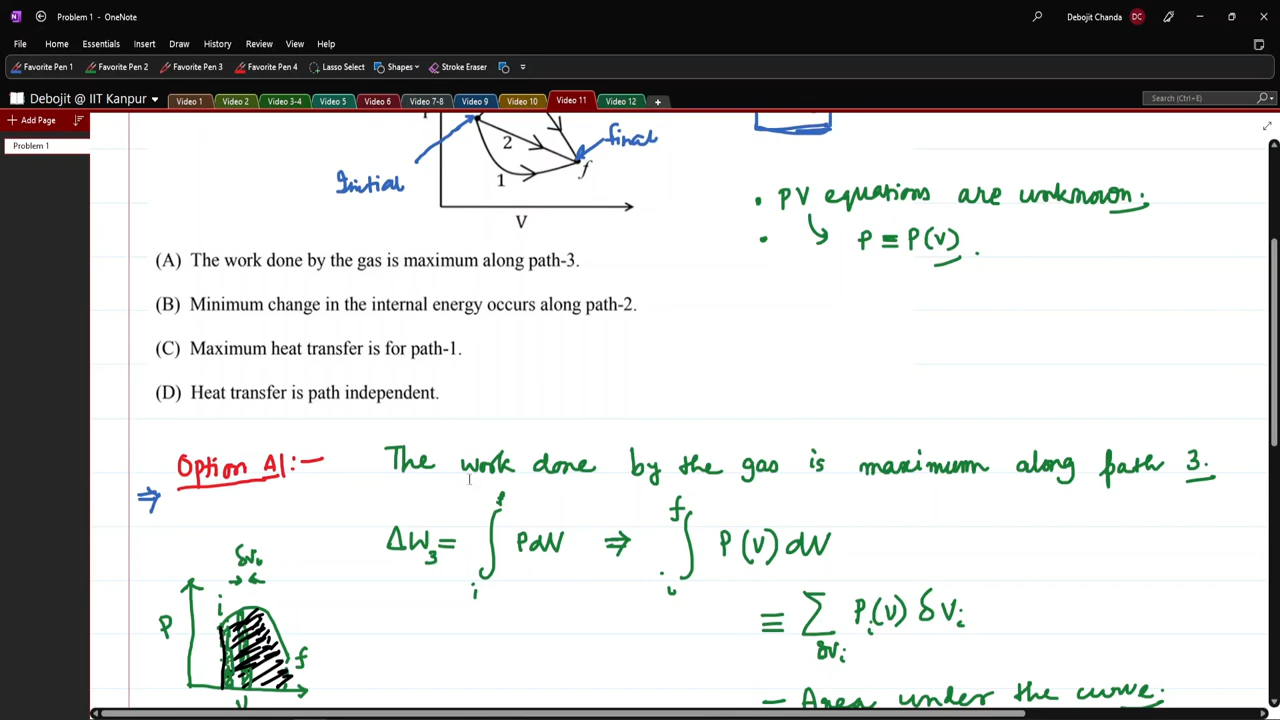 Problem 1 - OneNote
Debojit Chanda DC
File Home Essentials Insert Draw History Review View Help
Favorite Pen 1 Favorite Pen 2 Favorite Pen 3 Favorite Pen 4 Lasso Select Shapes Stroke Eraser
Debojit @ IIT Kanpur Video 1 Video 2 Video 3-4 Video 5 Video 6 Video 7-8 Video 9 Video 10 Video 11 Video 12 Search (Ctrl+E)
Add Page
Problem 1
2
final
f
Initial
1
V
• PV equations are unknown.
• P ≡ P(V).
(A) The work done by the gas is maximum along path-3.
(B) Minimum change in the internal energy occurs along path-2.
(C) Maximum heat transfer is for path-1.
(D) Heat transfer is path independent.
Option A|:- The work done by the gas is maximum along path 3.
⇒ ΔW₃ = ∫ᵢᶠ PdV ⇒ ∫ᵢᶠ P(V) dV
δVᵢ
i
P
f
V
≡ ∑ Pᵢ(V) δVᵢ
δVᵢ
- Area under the curve.